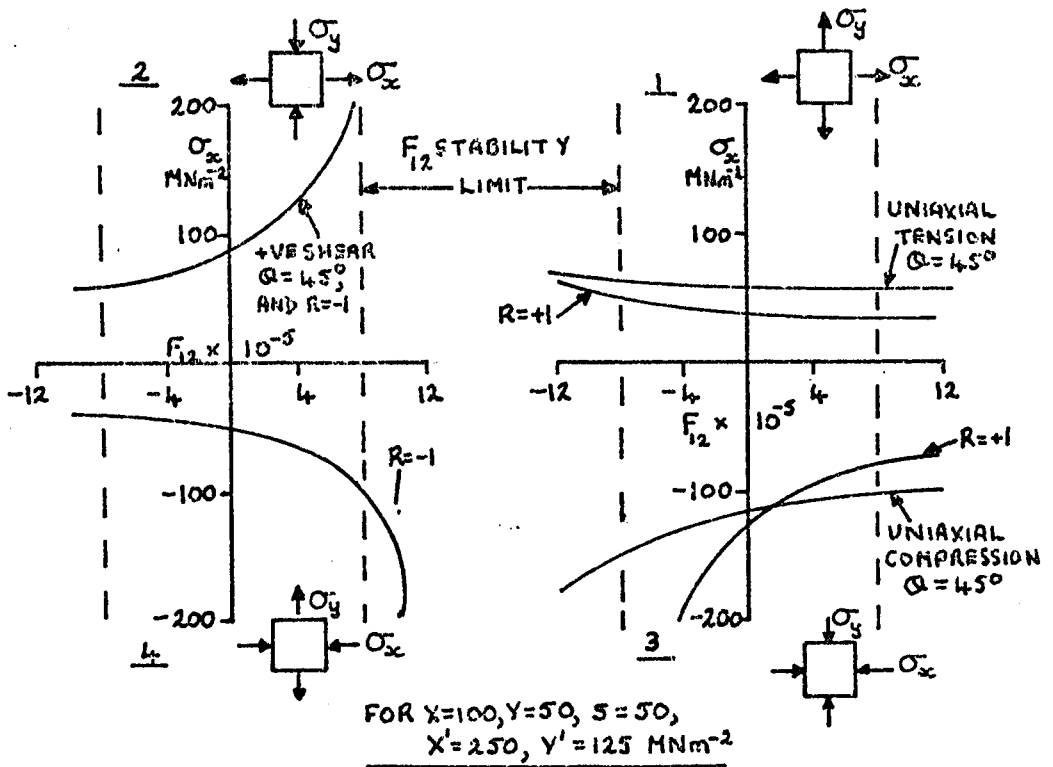 σy
σx
2
200
σx
MNm⁻²
100
+VE SHEAR
Θ=45°,
AND R=-1
F₁₂ STABILITY
LIMIT
F₁₂ × 10⁻⁵
-12
-4
4
12
-100
-200
R=-1
σy
σx
4
σy
σx
1
200
σx
MNm⁻²
100
UNIAXIAL
TENSION
Θ=45°
R=+1
-12
-4
4
12
F₁₂ × 10⁻⁵
R=+1
-100
-200
UNIAXIAL
COMPRESSION
Θ=45°
3
σy
σx
FOR X=100, Y=50, S=50,
X'=250, Y'=125 MNm⁻²